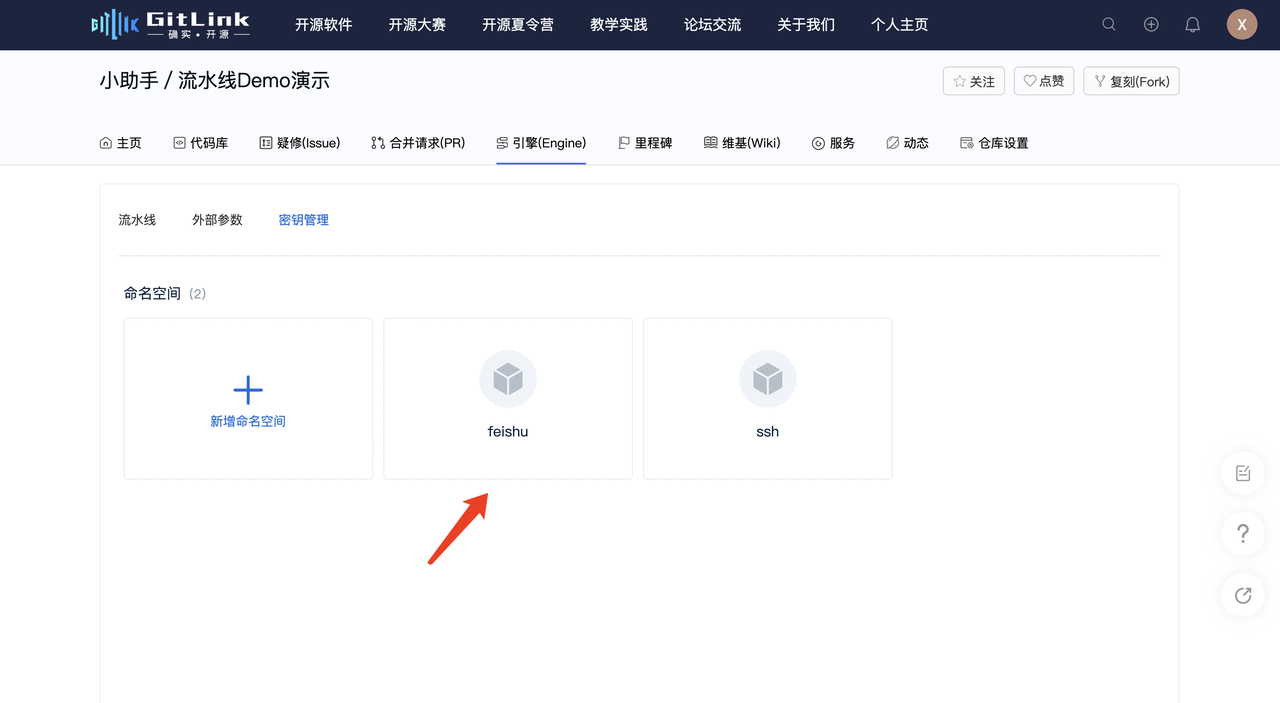 GitLink
确实·开源
开源软件 开源大赛 开源夏令营 教学实践 论坛交流 关于我们 个人主页 X
小助手 / 流水线Demo演示 关注 点赞 复刻(Fork)
主页 代码库 疑修(Issue) 合并请求(PR) 引擎(Engine) 里程碑 维基(Wiki) 服务 动态 仓库设置
流水线 外部参数 密钥管理
命名空间 (2)
新增命名空间 feishu ssh